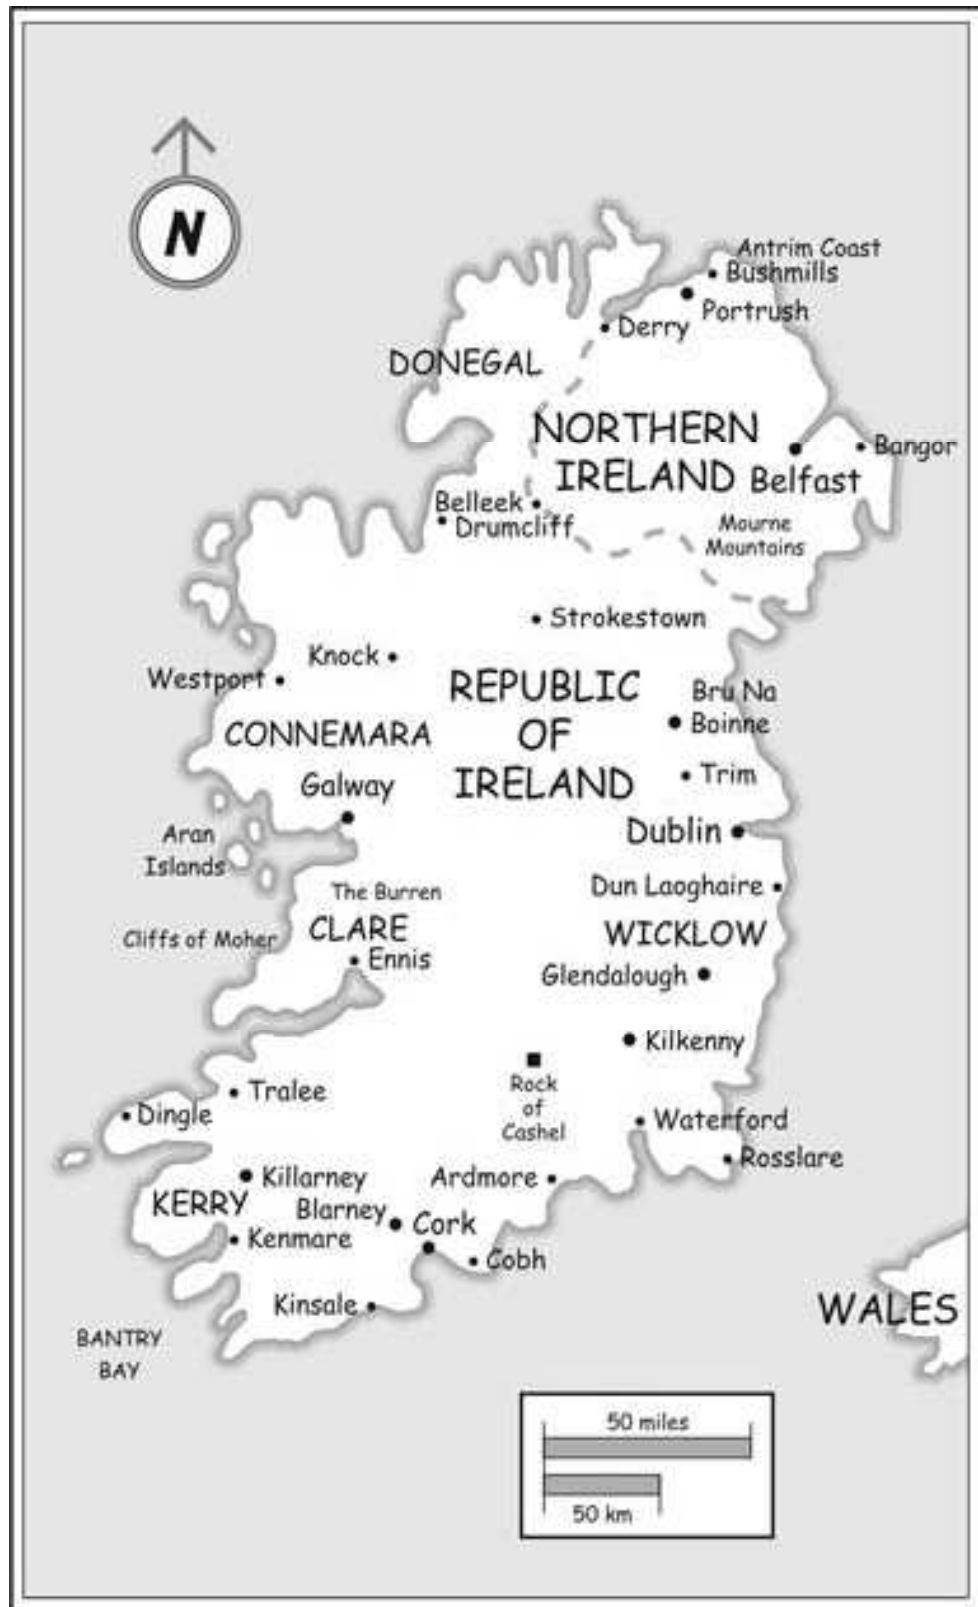 N
Antrim Coast
Bushmills
Portrush
Derry
DONEGAL
NORTHERN
IRELAND
Belfast
Bangor
Belleek
Drumcliff
Mourne
Mountains
Strokestown
Knock
Westport
REPUBLIC
OF
IRELAND
Bru Na
Boinne
CONNEMARA
Trim
Galway
Dublin
Aran
Islands
The Burren
Dun Laoghaire
CLARE
WICKLOW
Cliffs of Moher
Ennis
Glendalough
Kilkenny
Rock
of
Cashel
Tralee
Dingle
Waterford
Rosslare
Killarney
Ardmore
KERRY
Blarney
Cork
Kenmare
Cobh
Kinsale
WALES
BANTRY
BAY
50 miles
50 km